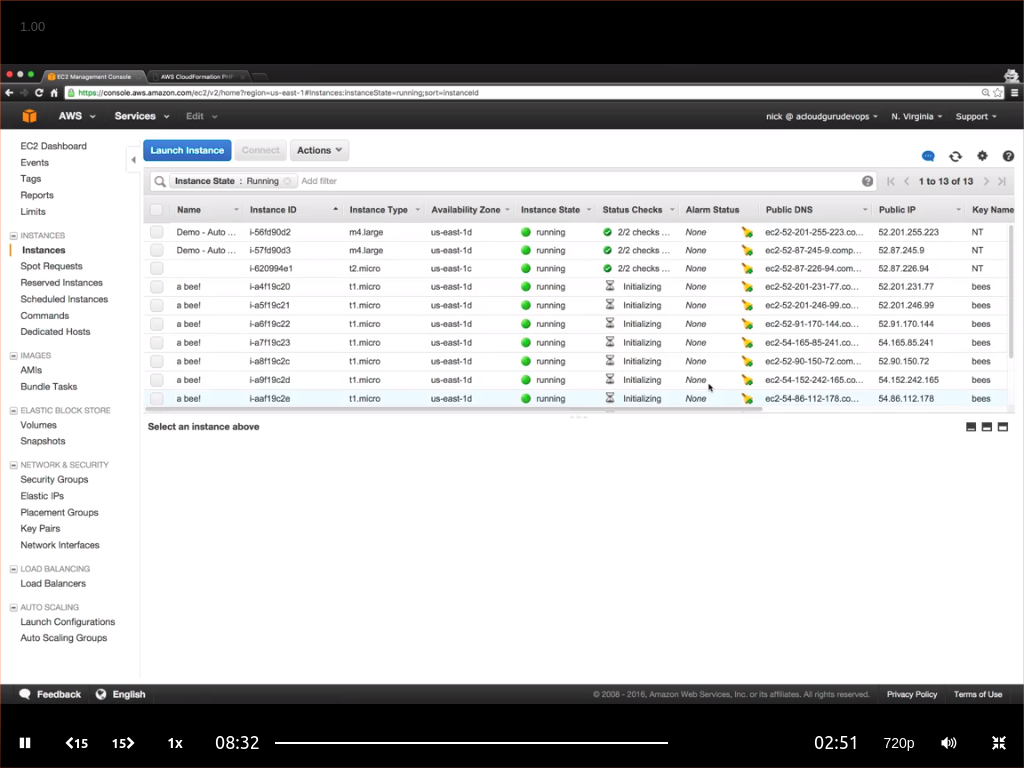 1.00
EC2 Management Console
AWS CloudFormation PHP
https://console.aws.amazon.com/ec2/v2/home?region=us-east-1#Instances:instanceState=running;sort=instanceId
AWS Services Edit nick @ acloudgurudevops N. Virginia Support
EC2 Dashboard
Events
Tags
Reports
Limits
INSTANCES
Instances
Spot Requests
Reserved Instances
Scheduled Instances
Commands
Dedicated Hosts
IMAGES
AMIs
Bundle Tasks
ELASTIC BLOCK STORE
Volumes
Snapshots
NETWORK & SECURITY
Security Groups
Elastic IPs
Placement Groups
Key Pairs
Network Interfaces
LOAD BALANCING
Load Balancers
AUTO SCALING
Launch Configurations
Auto Scaling Groups
Launch Instance Connect Actions
Instance State : Running Add filter 1 to 13 of 13
Name Instance ID Instance Type Availability Zone Instance State Status Checks Alarm Status Public DNS Public IP Key Name
Demo - Auto ... i-56fd90d2 m4.large us-east-1d running 2/2 checks ... None ec2-52-201-255-223.co... 52.201.255.223 NT
Demo - Auto ... i-57fd90d3 m4.large us-east-1d running 2/2 checks ... None ec2-52-87-245-9.comp... 52.87.245.9 NT
i-620994e1 t2.micro us-east-1c running 2/2 checks ... None ec2-52-87-226-94.com... 52.87.226.94 NT
a bee! i-a4f19c20 t1.micro us-east-1d running Initializing None ec2-52-201-231-77.co... 52.201.231.77 bees
a bee! i-a5f19c21 t1.micro us-east-1d running Initializing None ec2-52-201-246-99.co... 52.201.246.99 bees
a bee! i-a6f19c22 t1.micro us-east-1d running Initializing None ec2-52-91-170-144.co... 52.91.170.144 bees
a bee! i-a7f19c23 t1.micro us-east-1d running Initializing None ec2-54-165-85-241.co... 54.165.85.241 bees
a bee! i-a8f19c2c t1.micro us-east-1d running Initializing None ec2-52-90-150-72.com... 52.90.150.72 bees
a bee! i-a9f19c2d t1.micro us-east-1d running Initializing None ec2-54-152-242-165.co... 54.152.242.165 bees
a bee! i-aaf19c2e t1.micro us-east-1d running Initializing None ec2-54-86-112-178.co... 54.86.112.178 bees
Select an instance above
Feedback English © 2008 - 2016, Amazon Web Services, Inc. or its affiliates. All rights reserved. Privacy Policy Terms of Use
15 15 1x 08:32 02:51 720p